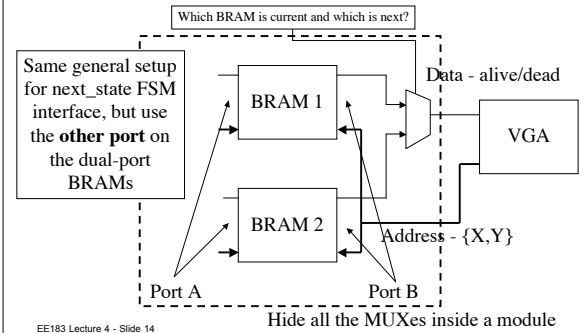 Which BRAM is current and which is next?
Same general setup
for next_state FSM
interface, but use
the other port on
the dual-port
BRAMs
BRAM 1
Data - alive/dead
VGA
BRAM 2
Address - {X,Y}
Port A
Port B
Hide all the MUXes inside a module
EE183 Lecture 4 - Slide 14